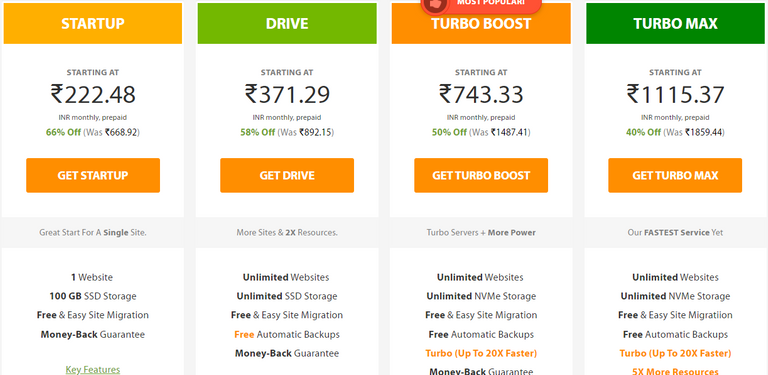 MOST POPULAR!
STARTUP
STARTING AT
₹222.48
INR monthly, prepaid
66% Off (Was ₹668.92)
GET STARTUP
Great Start For A Single Site.
1 Website
100 GB SSD Storage
Free & Easy Site Migration
Money-Back Guarantee
Key Features
DRIVE
STARTING AT
₹371.29
INR monthly, prepaid
58% Off (Was ₹892.15)
GET DRIVE
More Sites & 2X Resources.
Unlimited Websites
Unlimited SSD Storage
Free & Easy Site Migration
Free Automatic Backups
Money-Back Guarantee
TURBO BOOST
STARTING AT
₹743.33
INR monthly, prepaid
50% Off (Was ₹1487.41)
GET TURBO BOOST
Turbo Servers + More Power
Unlimited Websites
Unlimited NVMe Storage
Free & Easy Site Migration
Free Automatic Backups
Turbo (Up To 20X Faster)
Money-Back Guarantee
TURBO MAX
STARTING AT
₹1115.37
INR monthly, prepaid
40% Off (Was ₹1859.44)
GET TURBO MAX
Our FASTEST Service Yet
Unlimited Websites
Unlimited NVMe Storage
Free & Easy Site Migratiion
Free Automatic Backups
Turbo (Up To 20X Faster)
5X More Resources